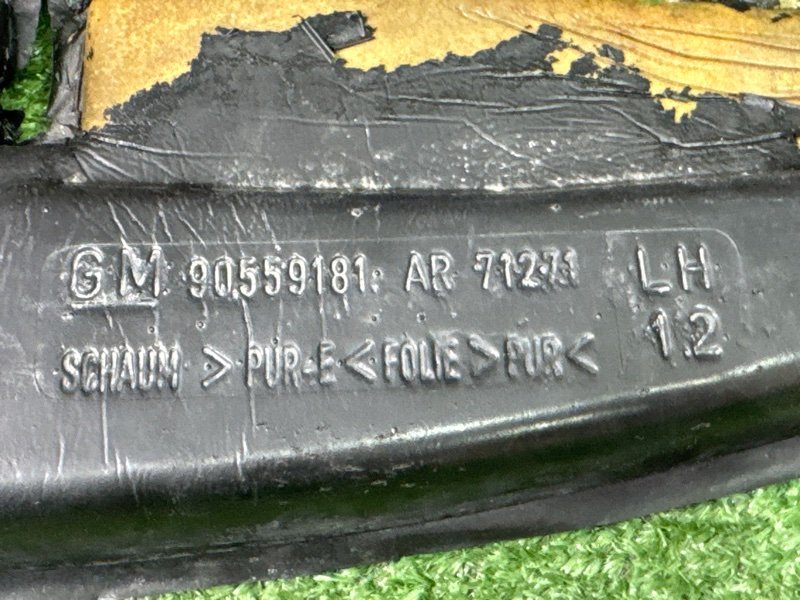 GM 90559181 AR 71271 LH
SCHAUM >PUR-E< FOLIE >PUR< 12